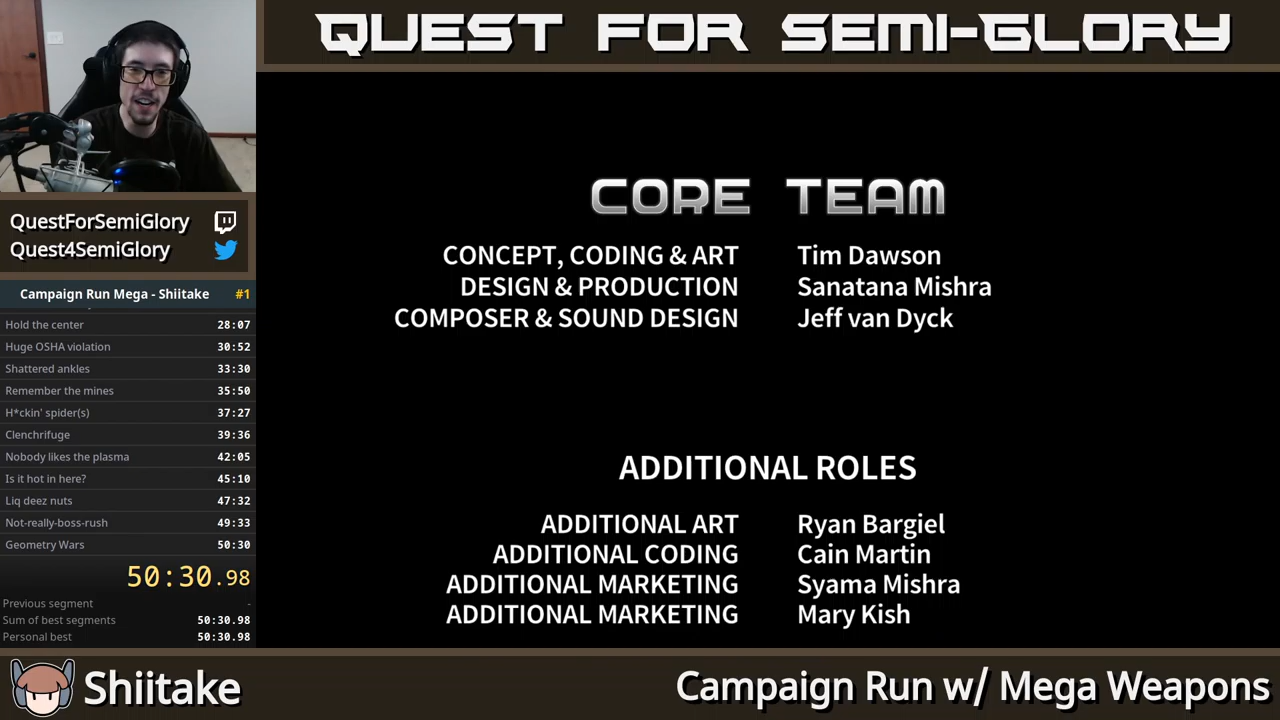 QUEST FOR SEMI-GLORY
QuestForSemiGlory
Quest4SemiGlory
Campaign Run Mega - Shiitake #1
Hold the center 28:07
Huge OSHA violation 30:52
Shattered ankles 33:30
Remember the mines 35:50
H*ckin' spider(s) 37:27
Clenchrifuge 39:36
Nobody likes the plasma 42:05
Is it hot in here? 45:10
Liq deez nuts 47:32
Not-really-boss-rush 49:33
Geometry Wars 50:30
50:30.98
Previous segment -
Sum of best segments 50:30.98
Personal best 50:30.98
CORE TEAM
CONCEPT, CODING & ART Tim Dawson
DESIGN & PRODUCTION Sanatana Mishra
COMPOSER & SOUND DESIGN Jeff van Dyck
ADDITIONAL ROLES
ADDITIONAL ART Ryan Bargiel
ADDITIONAL CODING Cain Martin
ADDITIONAL MARKETING Syama Mishra
ADDITIONAL MARKETING Mary Kish
Shiitake
Campaign Run w/ Mega Weapons